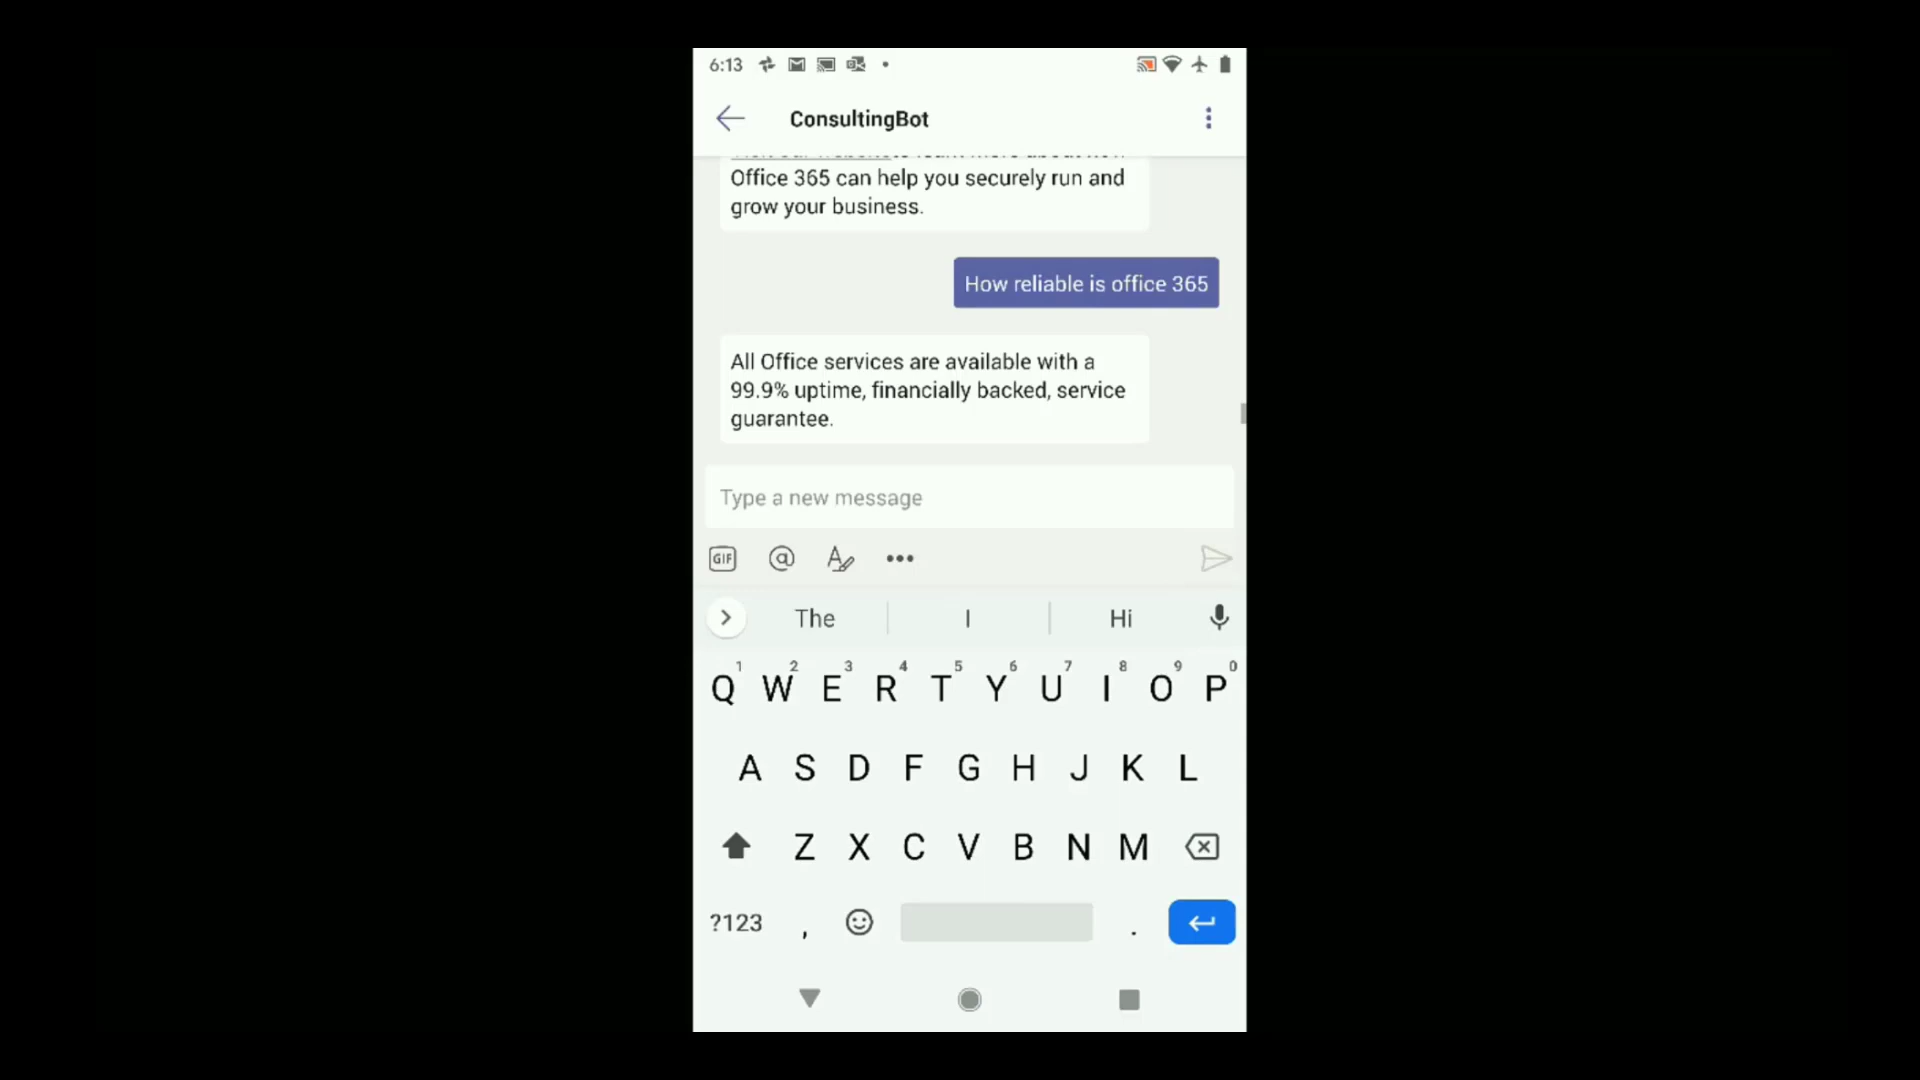 6:13
ConsultingBot
Office 365 can help you securely run and
grow your business.
How reliable is office 365
All Office services are available with a
99.9% uptime, financially backed, service
guarantee.
Type a new message
GIF @ A
The I Hi
1 2 3 4 5 6 7 8 9 0
Q W E R T Y U I O P
A S D F G H J K L
Z X C V B N M
?123 , .